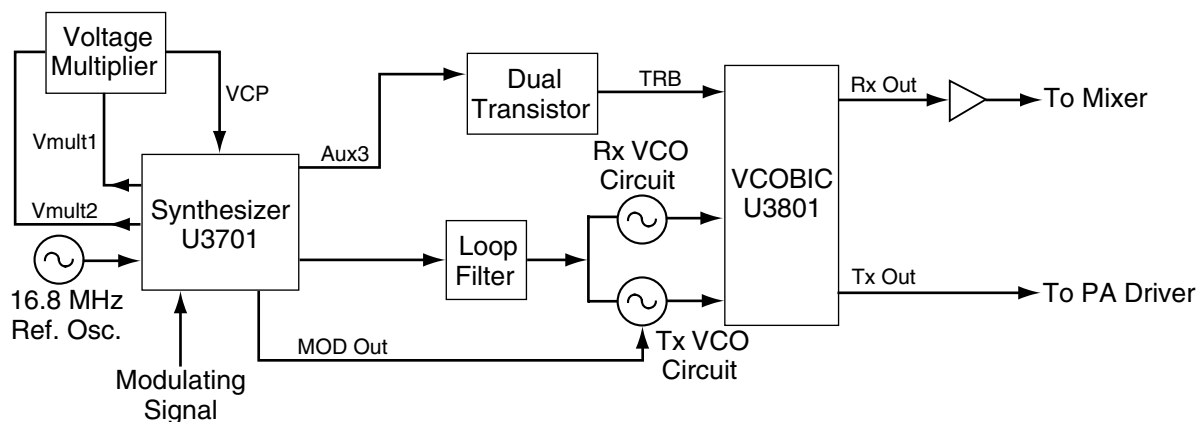 Voltage
Multiplier
VCP
Vmult1
Vmult2
Synthesizer
U3701
16.8 MHz
Ref. Osc.
Modulating
Signal
Aux3
MOD Out
Dual
Transistor
TRB
Loop
Filter
Rx VCO
Circuit
Tx VCO
Circuit
VCOBIC
U3801
Rx Out
To Mixer
Tx Out
To PA Driver